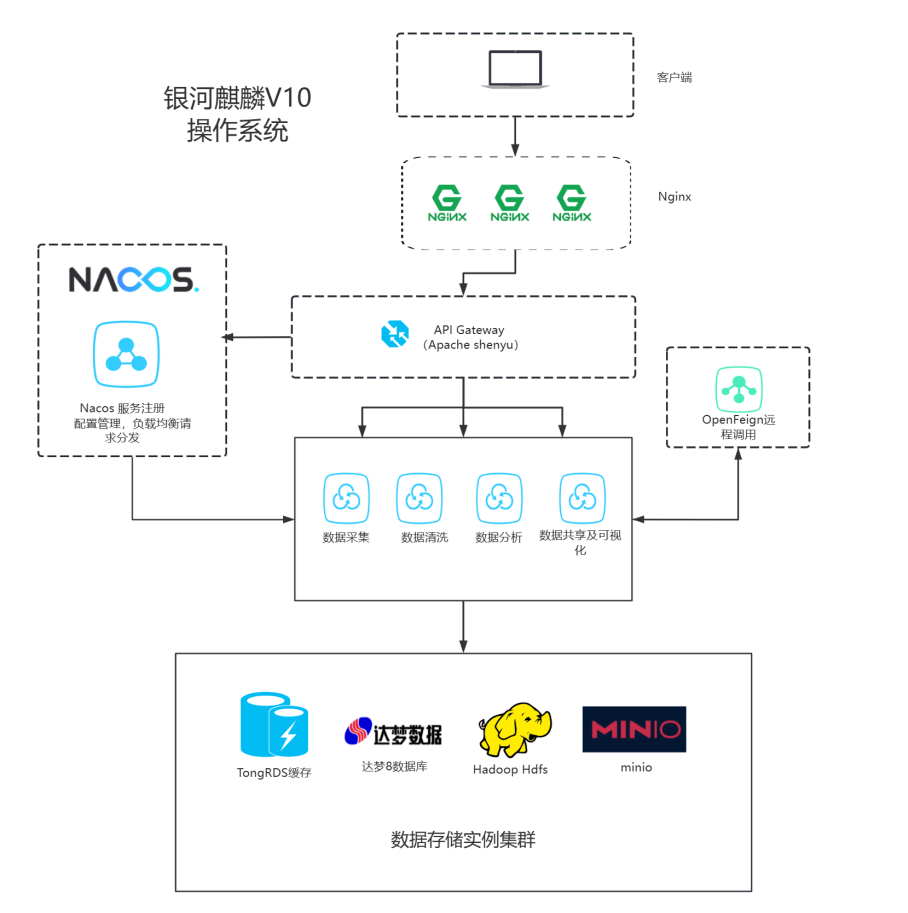 银河麒麟V10
操作系统
客户端
NGiNX NGiNX NGiNX
Nginx
NACOS.
API Gateway
（Apache shenyu）
Nacos 服务注册
配置管理，负载均衡请
求分发
OpenFeign远
程调用
数据采集
数据清洗
数据分析
数据共享及可视
化
达梦数据
MINIO
TongRDS缓存
达梦8数据库
Hadoop Hdfs
minio
数据存储实例集群